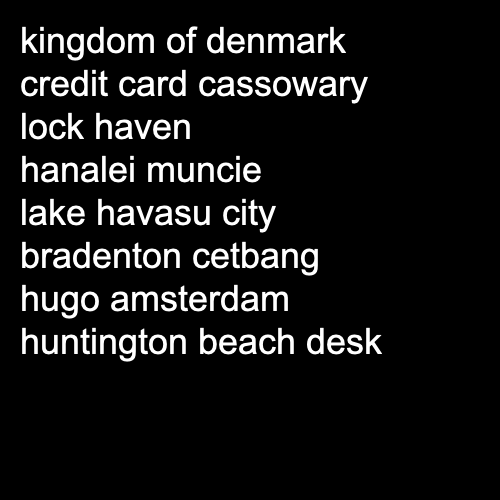 kingdom of denmark
credit card cassowary
lock haven
hanalei muncie
lake havasu city
bradenton cetbang
hugo amsterdam
huntington beach desk